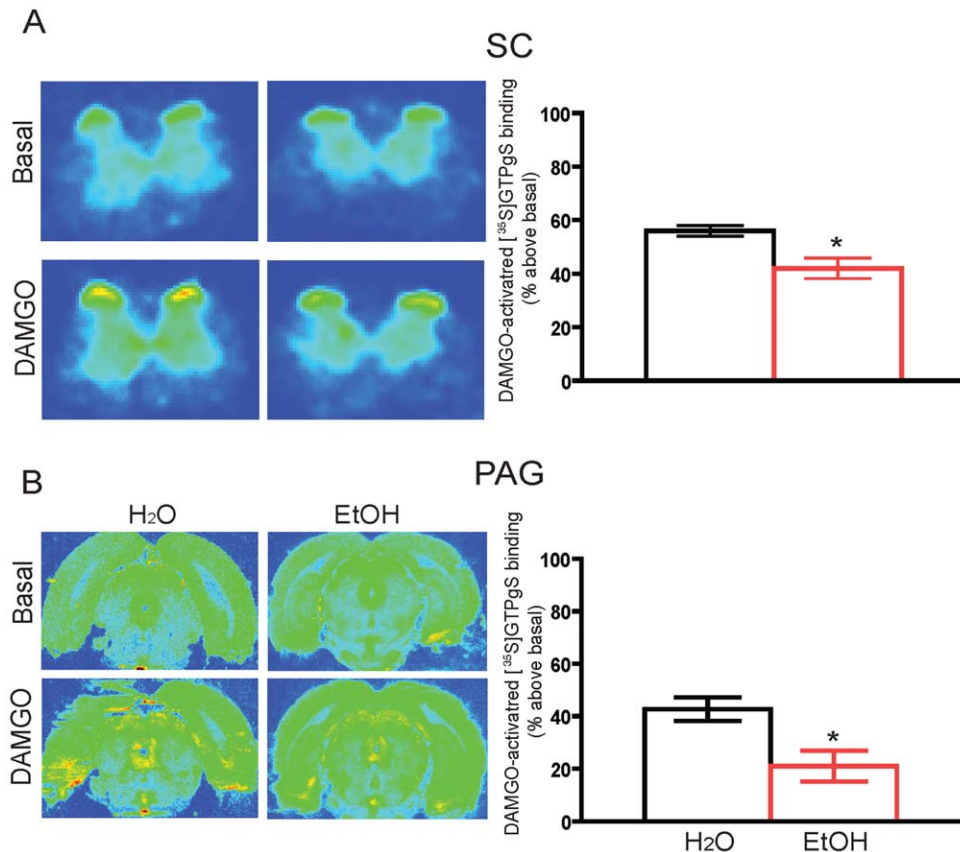 A
SC
Basal
DAMGO
DAMGO-activatred [³⁵S]GTPgS binding
(% above basal)
100
80
60
40
20
0
*
B
PAG
H₂O
EtOH
Basal
DAMGO
DAMGO-activatred [³⁵S]GTPgS binding
(% above basal)
100
80
60
40
20
0
*
H₂O
EtOH